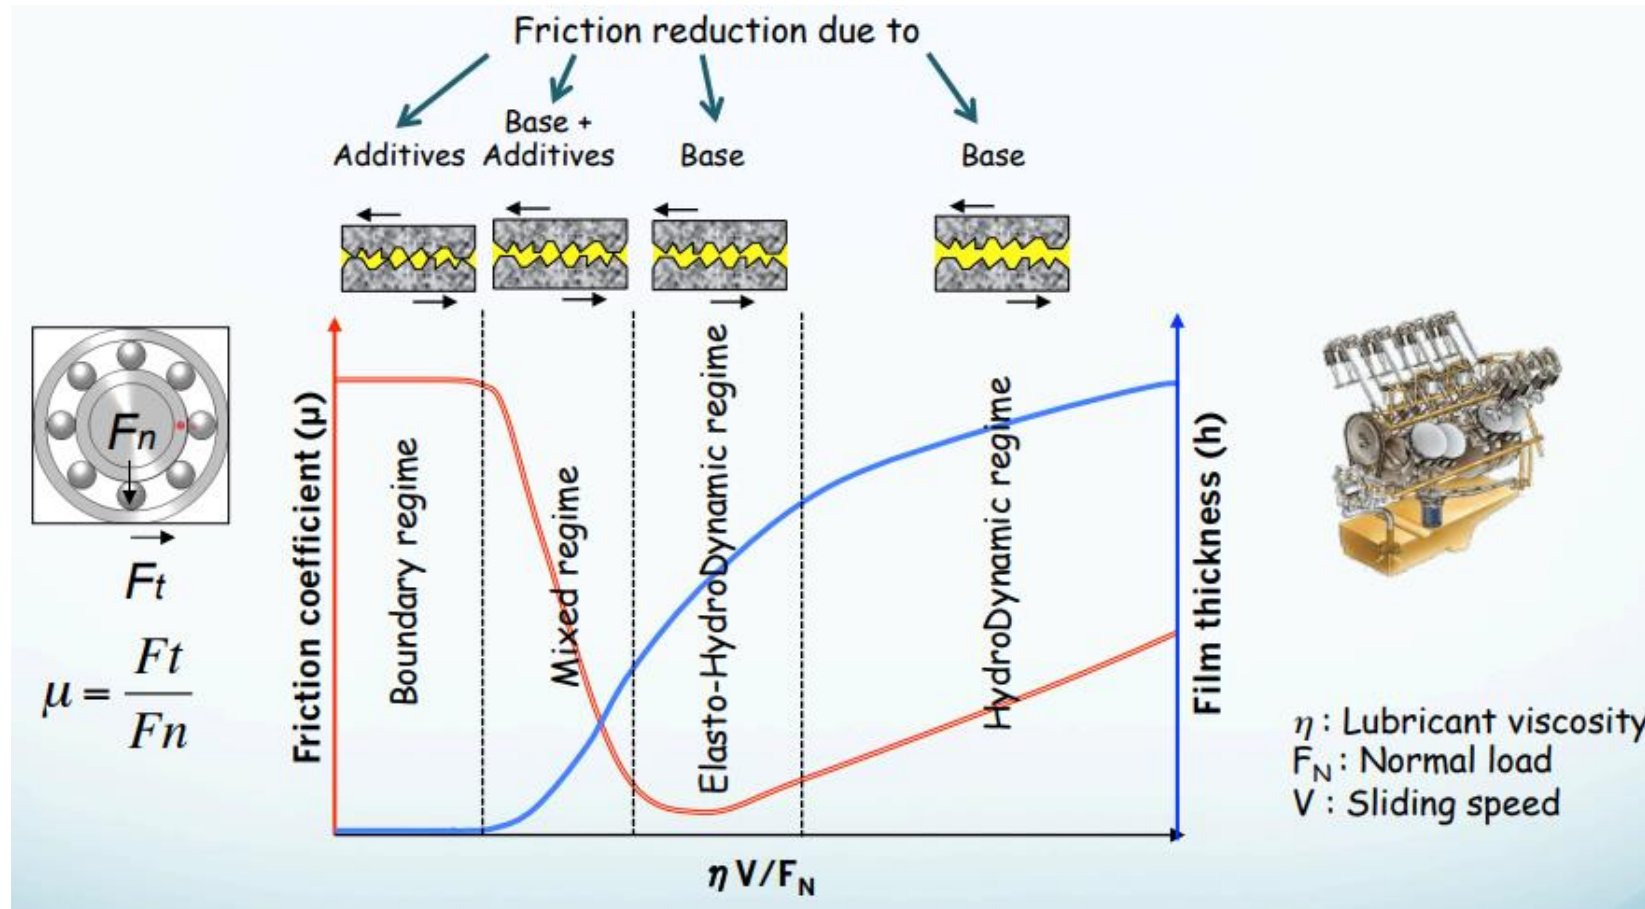 Friction reduction due to
Additives
Base +
Additives
Base
Base
Fn
Ft
μ = Ft
Fn
Friction coefficient (μ)
Boundary regime
Mixed regime
Elasto-HydroDynamic regime
HydroDynamic regime
Film thickness (h)
η V/FN
η : Lubricant viscosity
FN : Normal load
V : Sliding speed